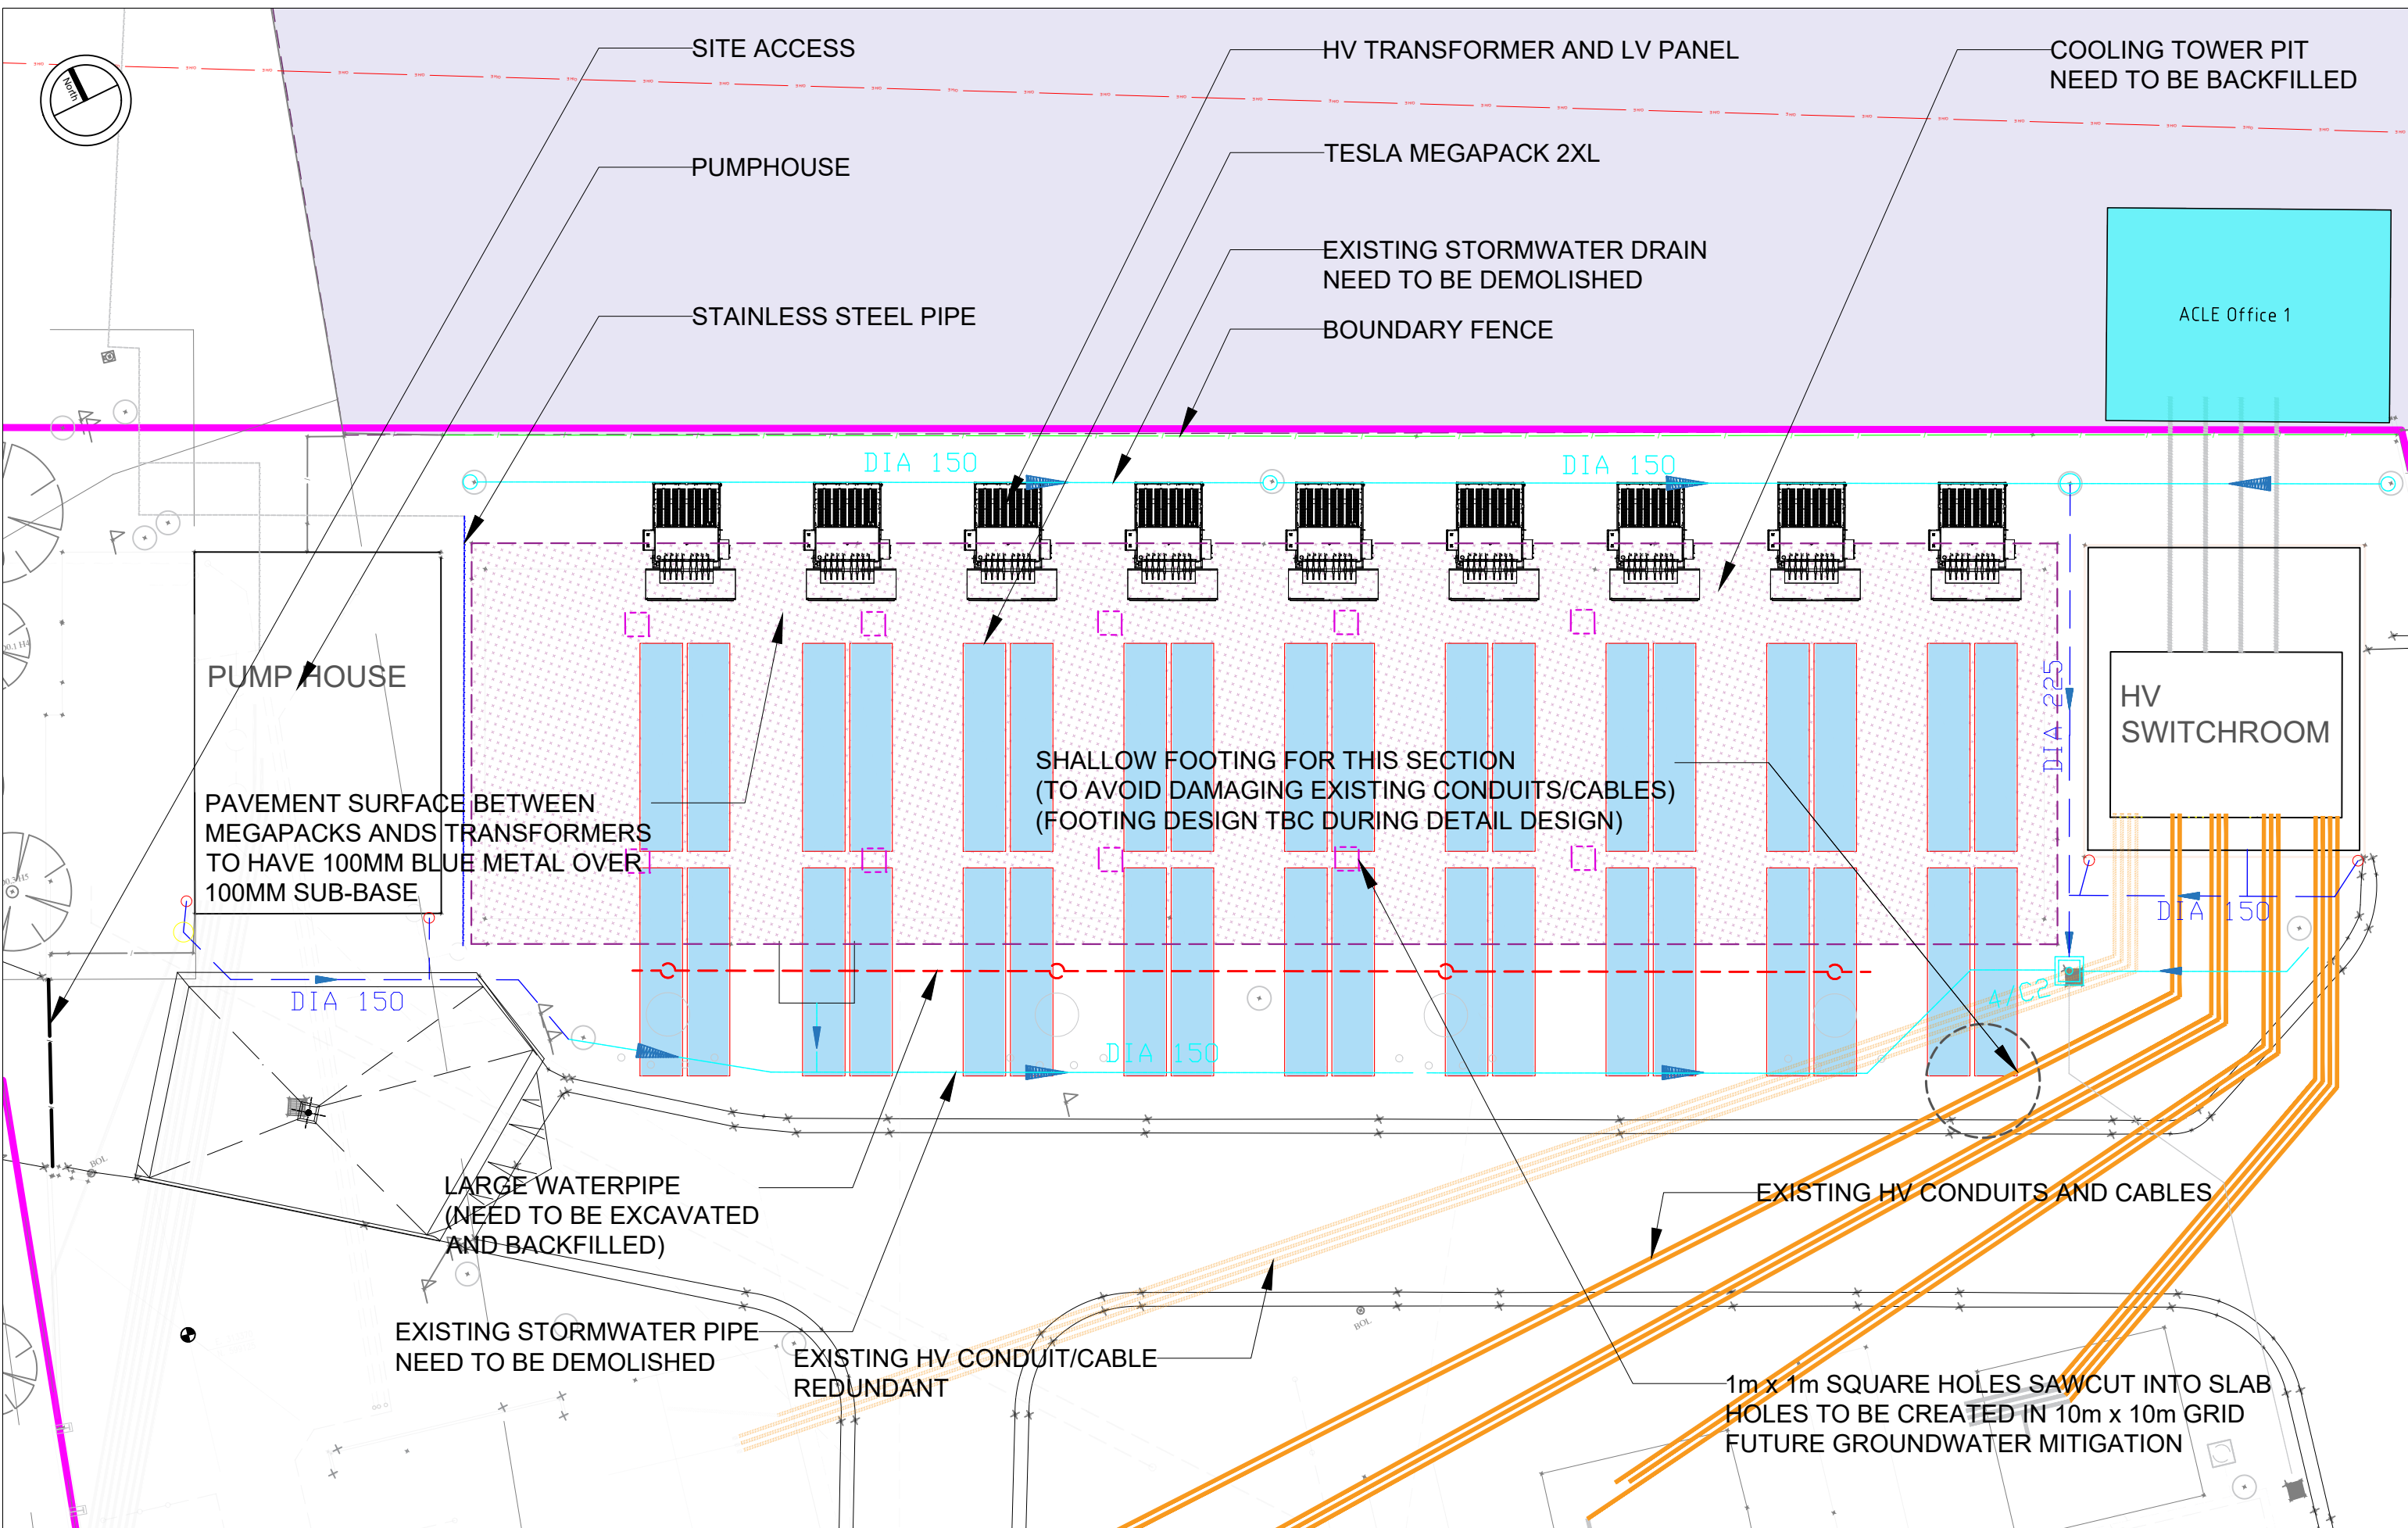 North
SITE ACCESS
HV TRANSFORMER AND LV PANEL
COOLING TOWER PIT
NEED TO BE BACKFILLED
PUMPHOUSE
TESLA MEGAPACK 2XL
EXISTING STORMWATER DRAIN
NEED TO BE DEMOLISHED
STAINLESS STEEL PIPE
BOUNDARY FENCE
ACLE Office 1
DIA 150
DIA 150
PUMP HOUSE
HV
SWITCHROOM
DIA 225
SHALLOW FOOTING FOR THIS SECTION
(TO AVOID DAMAGING EXISTING CONDUITS/CABLES)
(FOOTING DESIGN TBC DURING DETAIL DESIGN)
PAVEMENT SURFACE BETWEEN
MEGAPACKS ANDS TRANSFORMERS
TO HAVE 100MM BLUE METAL OVER
100MM SUB-BASE
DIA 150
DIA 150
4/C2
DIA 150
BOL
LARGE WATERPIPE
(NEED TO BE EXCAVATED
AND BACKFILLED)
EXISTING HV CONDUITS AND CABLES
EXISTING STORMWATER PIPE
NEED TO BE DEMOLISHED
EXISTING HV CONDUIT/CABLE
REDUNDANT
BOL
1m x 1m SQUARE HOLES SAWCUT INTO SLAB
HOLES TO BE CREATED IN 10m x 10m GRID
FUTURE GROUNDWATER MITIGATION